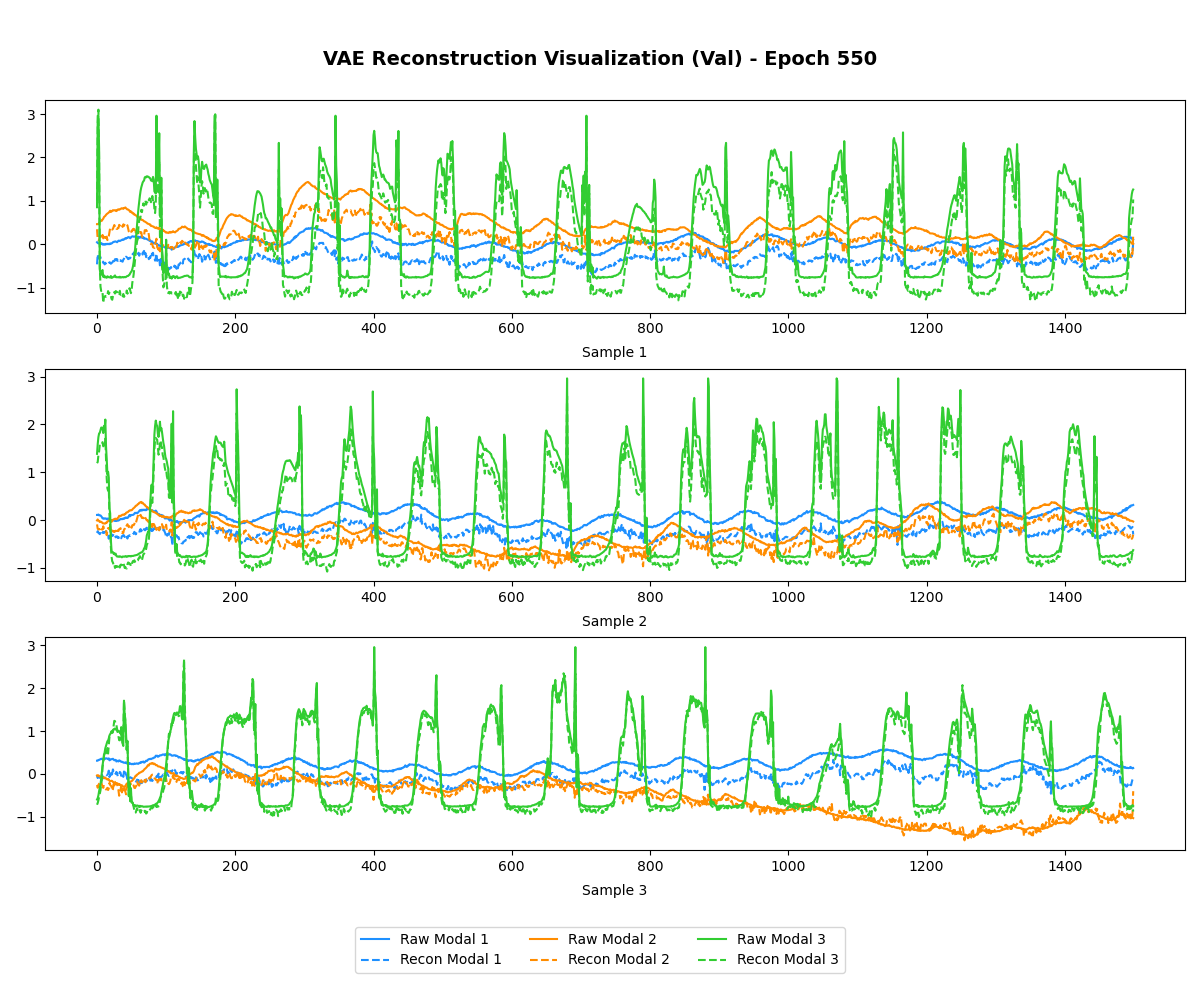 VAE Reconstruction Visualization (Val) - Epoch 550
3
2
1
0
−1
0 200 400 600 800 1000 1200 1400
Sample 1
3
2
1
0
−1
0 200 400 600 800 1000 1200 1400
Sample 2
3
2
1
0
−1
0 200 400 600 800 1000 1200 1400
Sample 3
Raw Modal 1 Raw Modal 2 Raw Modal 3
Recon Modal 1 Recon Modal 2 Recon Modal 3